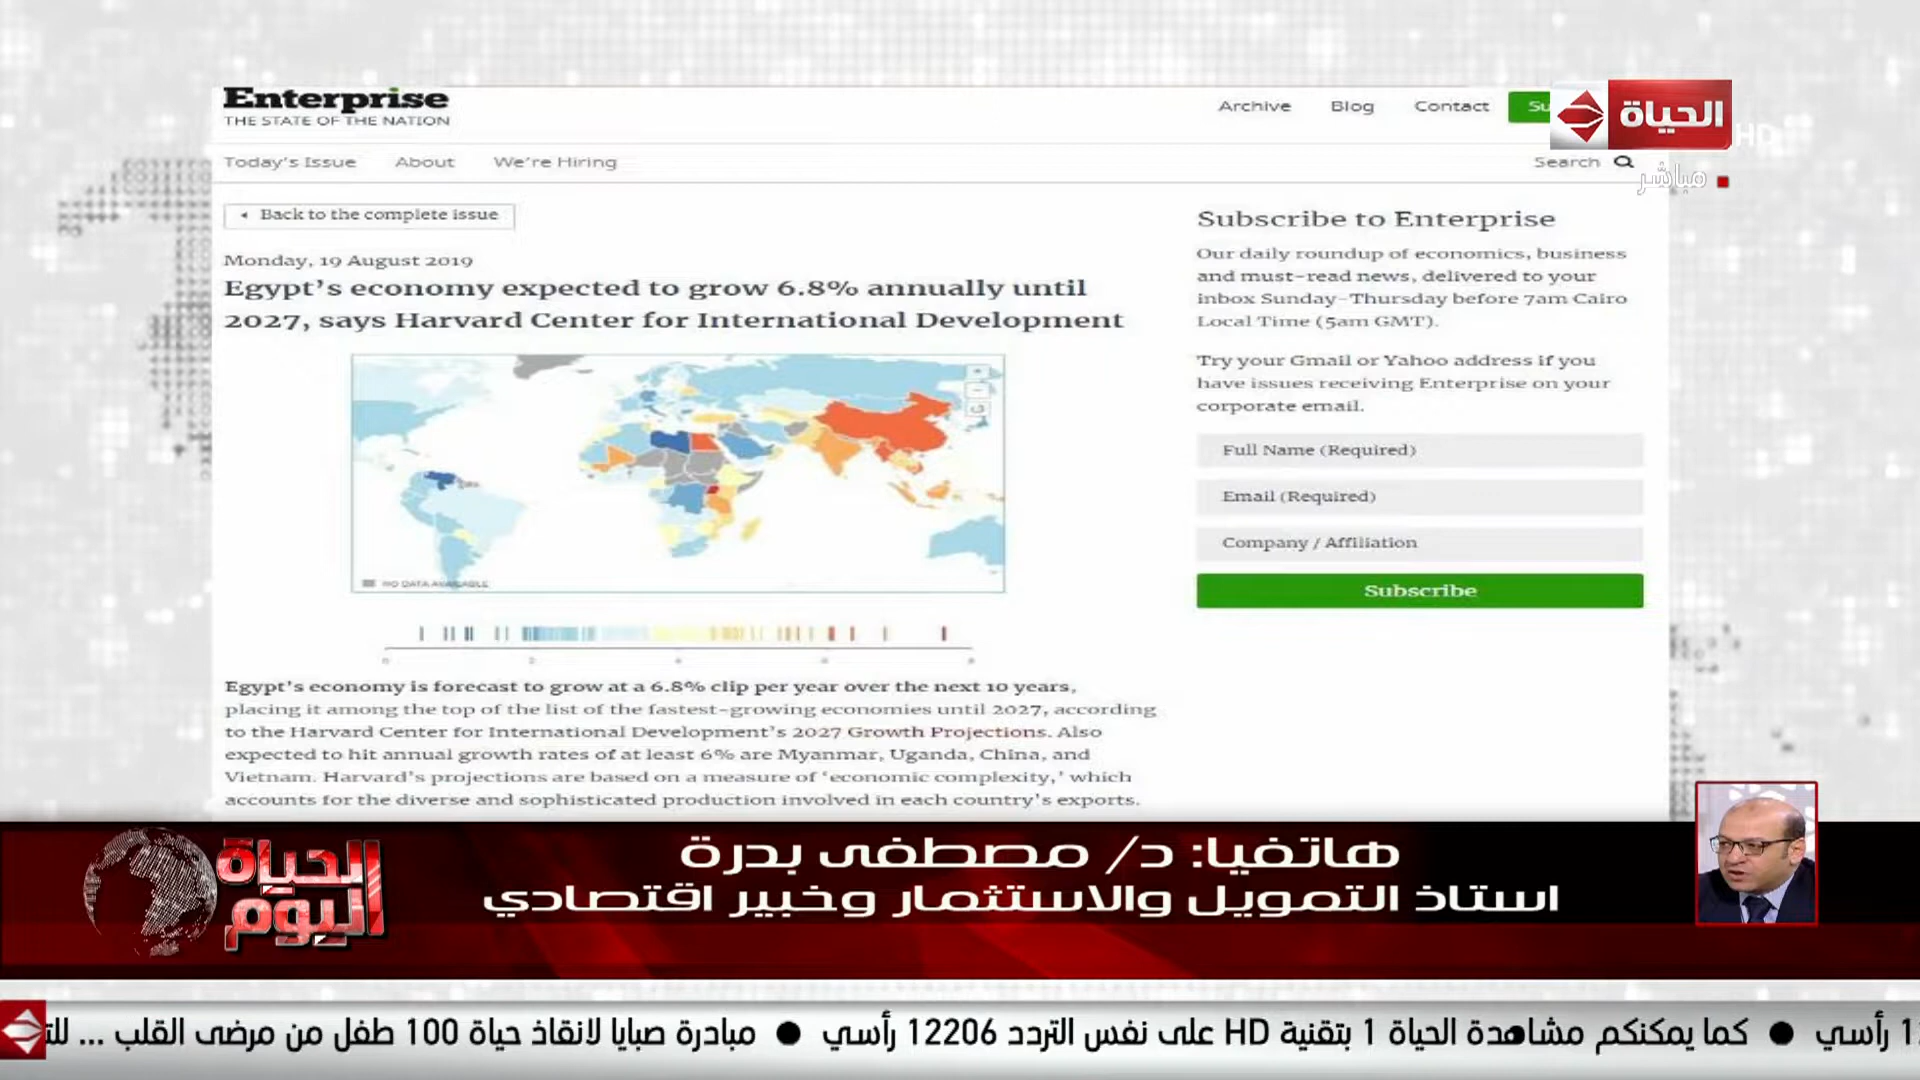 Enterprise
THE STATE OF THE NATION
Archive
Blog
Contact
Su
الحياة
HD
مباشر
Today's Issue
About
We're Hiring
Search
Back to the complete issue
Monday, 19 August 2019
Egypt's economy expected to grow 6.8% annually until
2027, says Harvard Center for International Development
NO DATA AVAILABLE
Egypt's economy is forecast to grow at a 6.8% clip per year over the next 10 years,
placing it among the top of the list of the fastest-growing economies until 2027, according
to the Harvard Center for International Development's 2027 Growth Projections. Also
expected to hit annual growth rates of at least 6% are Myanmar, Uganda, China, and
Vietnam. Harvard's projections are based on a measure of 'economic complexity,' which
accounts for the diverse and sophisticated production involved in each country's exports.
Subscribe to Enterprise
Our daily roundup of economics, business
and must-read news, delivered to your
inbox Sunday-Thursday before 7am Cairo
Local Time (5am GMT).
Try your Gmail or Yahoo address if you
have issues receiving Enterprise on your
corporate email.
Full Name (Required)
Email (Required)
Company / Affiliation
Subscribe
هاتفيا: د/ مصطفى بدرة
استاذ التمويل والاستثمار وخبير اقتصادي
الحياة
اليوم
رأسي ● كما يمكنكم مشاهدة الحياة 1 بتقنية HD على نفس التردد 12206 رأسي ● مبادرة صبايا لانقاذ حياة 100 طفل من مرضى القلب ...